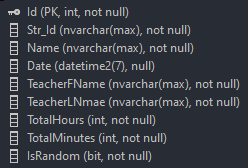 Id (PK, int, not null)
Str_Id (nvarchar(max), not null)
Name (nvarchar(max), not null)
Date (datetime2(7), null)
TeacherFName (nvarchar(max), not null)
TeacherLNmae (nvarchar(max), not null)
TotalHours (int, not null)
TotalMinutes (int, not null)
IsRandom (bit, not null)